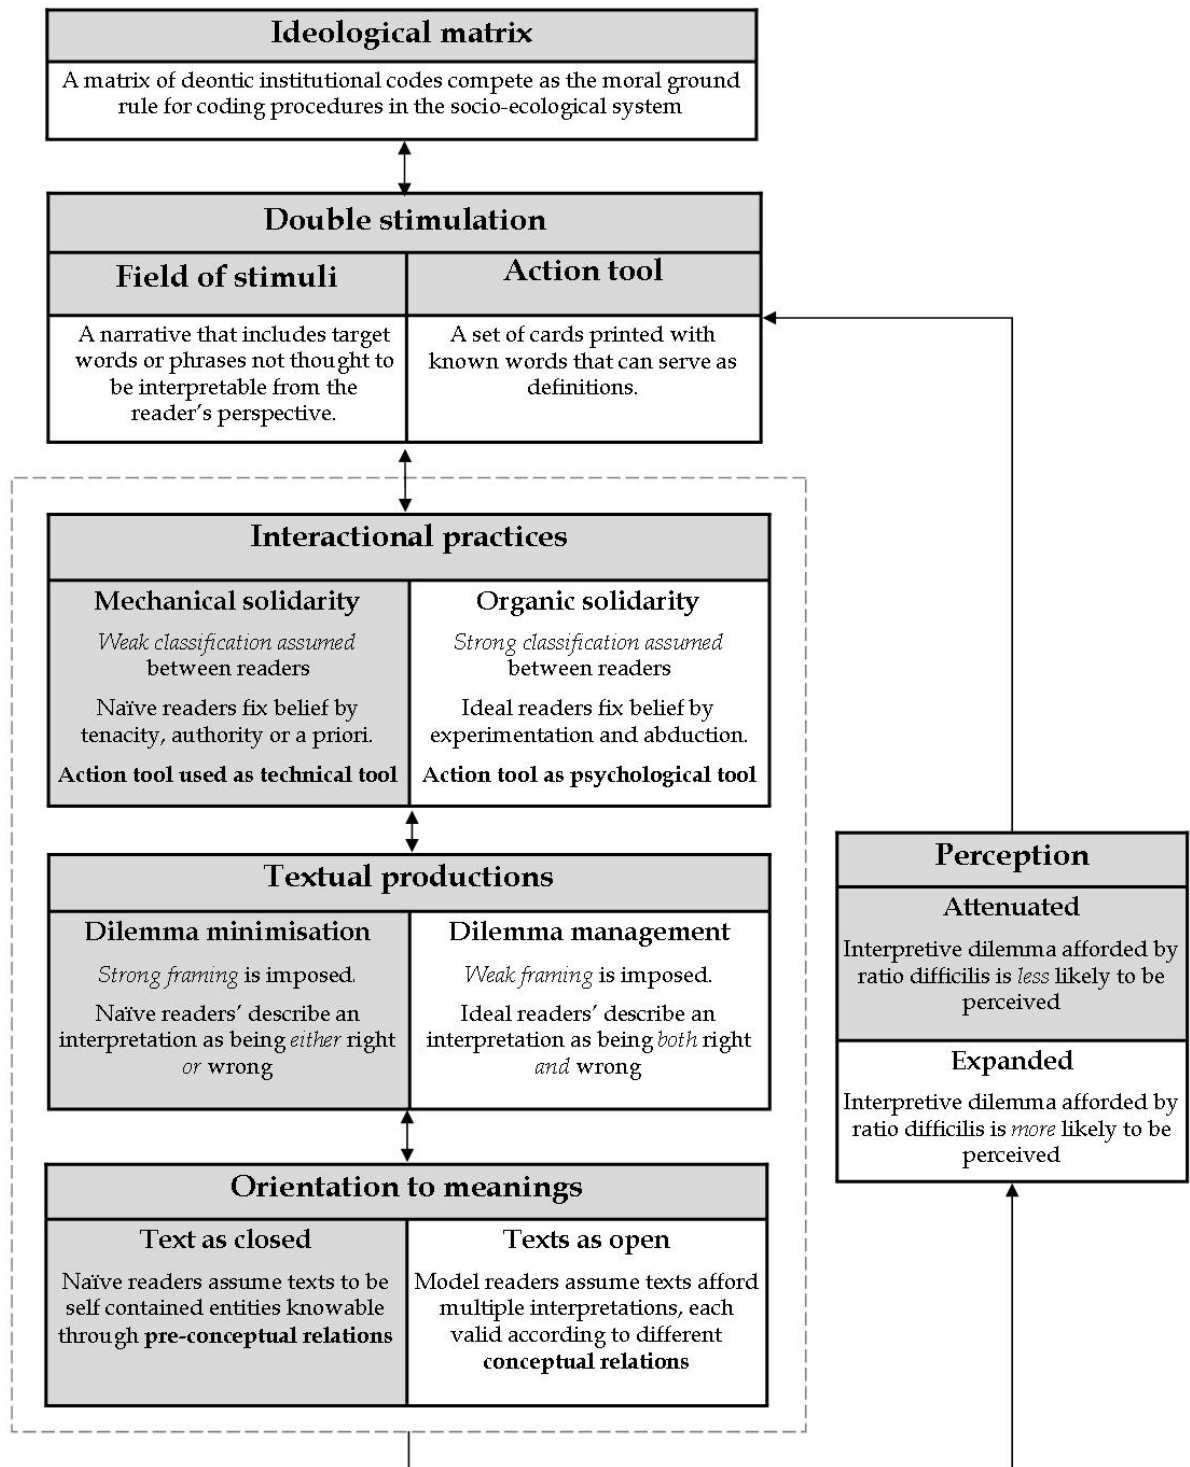 Ideological matrix
A matrix of deontic institutional codes compete as the moral ground
rule for coding procedures in the socio-ecological system
Double stimulation
Field of stimuli
A narrative that includes target
words or phrases not thought to
be interpretable from the
reader's perspective.
Action tool
A set of cards printed with
known words that can serve as
definitions.
Interactional practices
Mechanical solidarity
Weak classification assumed
between readers
Naïve readers fix belief by
tenacity, authority or a priori.
Action tool used as technical tool
Organic solidarity
Strong classification assumed
between readers
Ideal readers fix belief by
experimentation and abduction.
Action tool as psychological tool
Textual productions
Dilemma minimisation
Strong framing is imposed.
Naïve readers' describe an
interpretation as being either right
or wrong
Dilemma management
Weak framing is imposed.
Ideal readers' describe an
interpretation as being both right
and wrong
Orientation to meanings
Text as closed
Naïve readers assume texts to be
self contained entities knowable
through pre-conceptual relations
Texts as open
Model readers assume texts afford
multiple interpretations, each
valid according to different
conceptual relations
Perception
Attenuated
Interpretive dilemma afforded by
ratio difficilis is less likely to be
perceived
Expanded
Interpretive dilemma afforded by
ratio difficilis is more likely to be
perceived